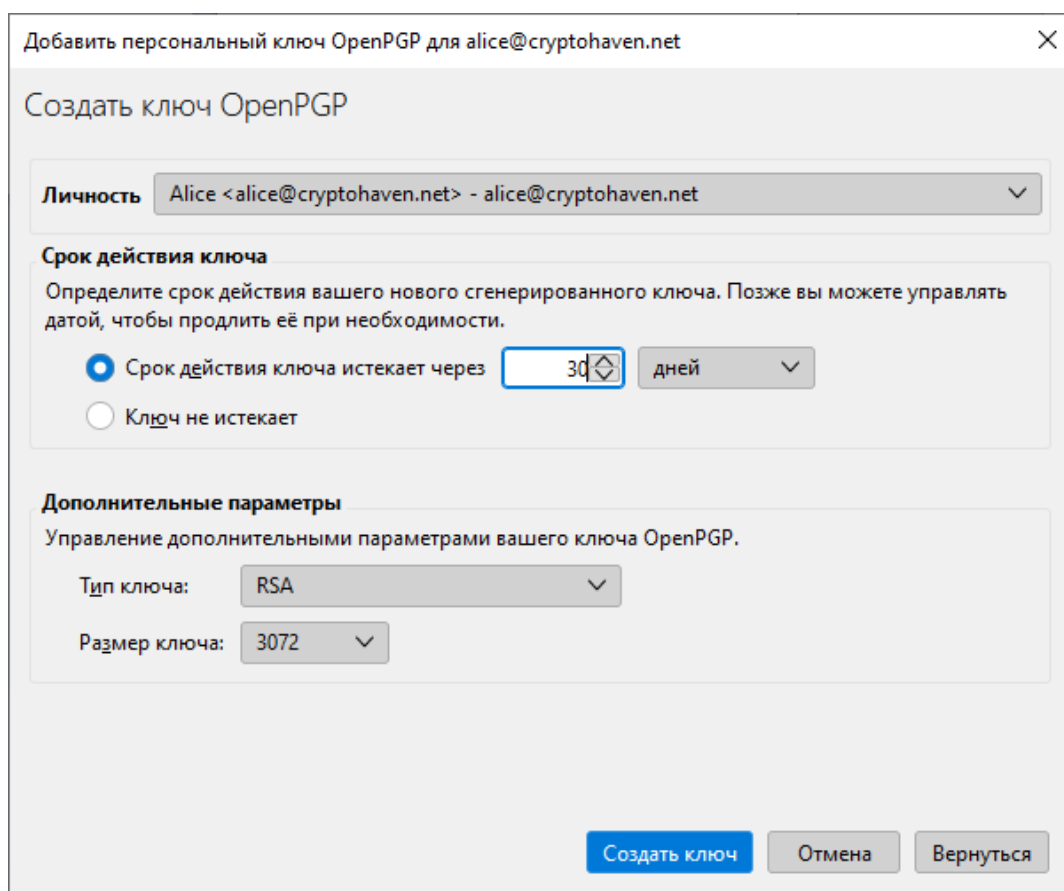 Добавить персональный ключ OpenPGP для alice@cryptohaven.net
Создать ключ OpenPGP
Личность Alice <alice@cryptohaven.net> - alice@cryptohaven.net
Срок действия ключа
Определите срок действия вашего нового сгенерированного ключа. Позже вы можете управлять
датой, чтобы продлить её при необходимости.
Срок действия ключа истекает через 30 дней
Ключ не истекает
Дополнительные параметры
Управление дополнительными параметрами вашего ключа OpenPGP.
Тип ключа: RSA
Размер ключа: 3072
Создать ключ Отмена Вернуться